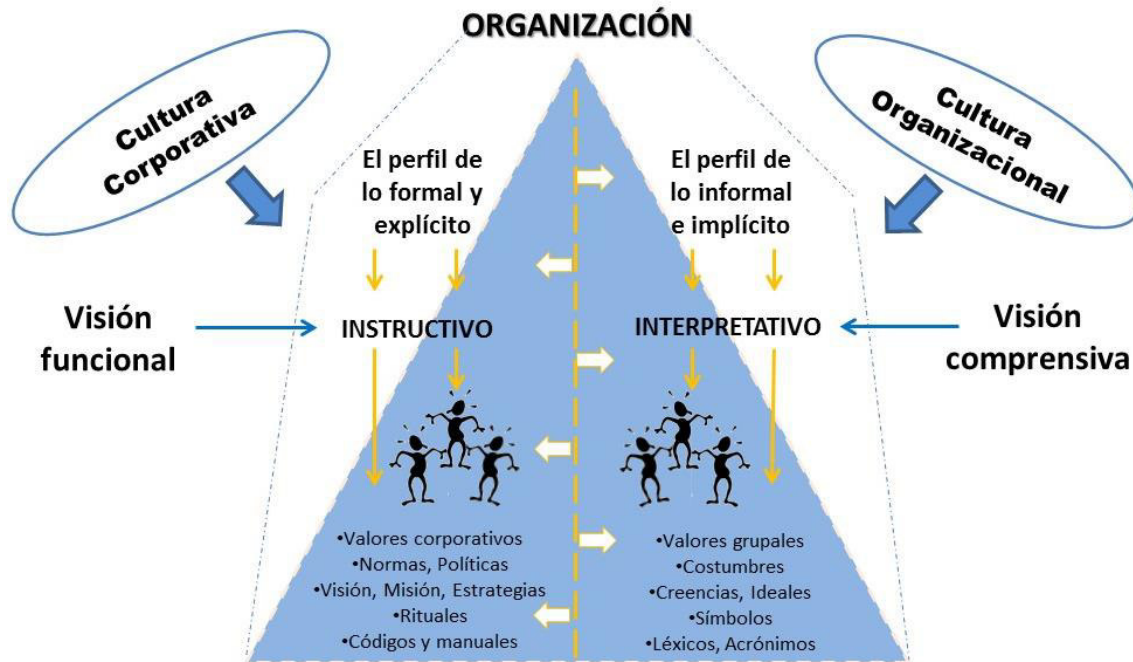 ORGANIZACIÓN
Cultura
Corporativa
Cultura
Organizacional
El perfil de
lo formal y
explícito
El perfil de
lo informal
e implícito
Visión
funcional
INSTRUCTIVO
INTERPRETATIVO
Visión
comprensiva
•Valores corporativos
•Normas, Políticas
•Visión, Misión, Estrategias
•Rituales
•Códigos y manuales
•Valores grupales
•Costumbres
•Creencias, Ideales
•Símbolos
•Léxicos, Acrónimos